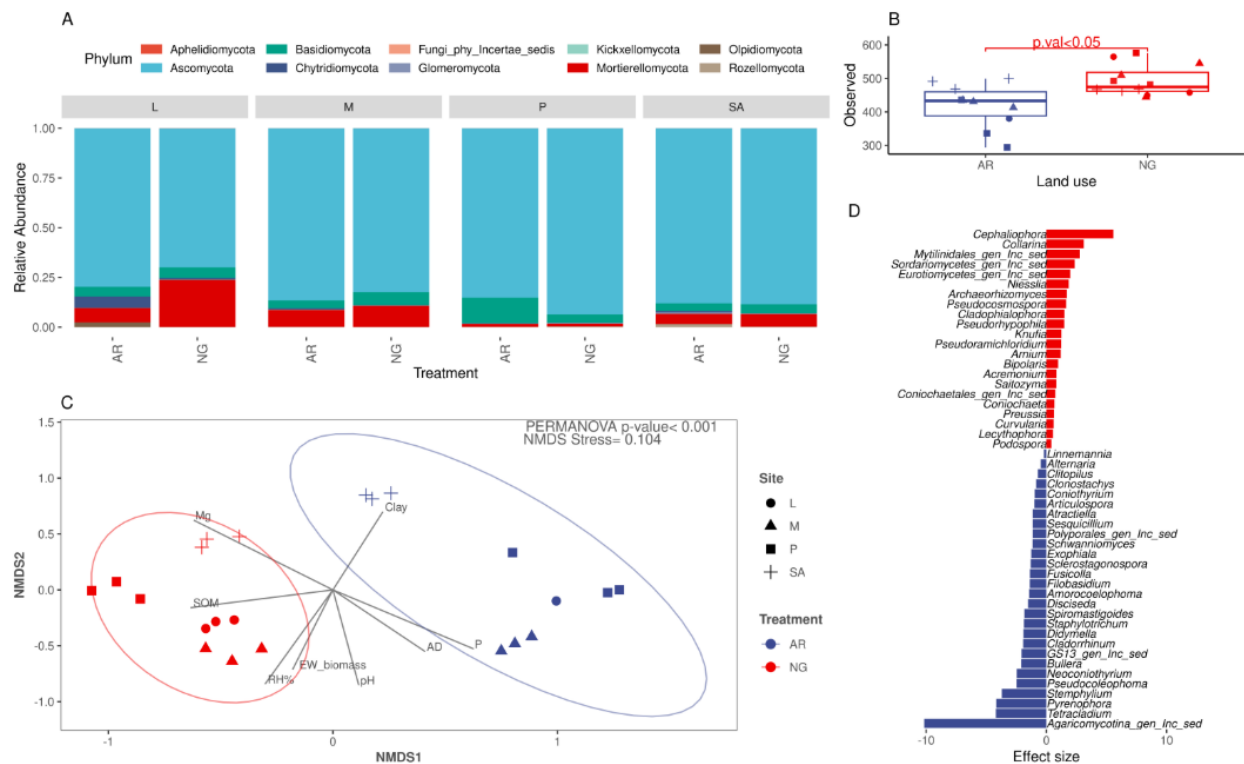 A
Phylum
Aphelidiomycota
Basidiomycota
Fungi_phy_Incertae_sedis
Kickxellomycota
Olpidiomycota
Ascomycota
Chytridiomycota
Glomeromycota
Mortierellomycota
Rozellomycota
L
M
P
SA
1.00
0.75
0.50
0.25
0.00
Relative Abundance
AR
NG
AR
NG
AR
NG
AR
NG
Treatment
B
p.val<0.05
600
500
400
300
Observed
AR
NG
Land use
C
PERMANOVA p-value< 0.001
NMDS Stress= 0.104
1.5
1.0
0.5
0.0
-0.5
-1.0
NMDS2
Mg
Clay
SOM
AD
P
EW_biomass
RH%
pH
-1
0
1
NMDS1
Site
L
M
P
SA
Treatment
AR
NG
D
Cephaliophora
Collarina
Mytilinidales_gen_Inc_sed
Sordariomycetes_gen_Inc_sed
Eurotiomycetes_gen_Inc_sed
Niesslia
Archaeorhizomyces
Pseudocosmospora
Cladophialophora
Pseudorhypophila
Knufia
Pseudoramichloridium
Arnium
Bipolaris
Acremonium
Saitozyma
Coniochaetales_gen_Inc_sed
Coniochaeta
Preussia
Curvularia
Lecythophora
Podospora
Linnemannia
Alternaria
Clitopilus
Clonostachys
Coniothyrium
Articulospora
Atractiella
Sesquicillium
Polyporales_gen_Inc_sed
Schwanniomyces
Exophiala
Sclerostagonospora
Fusicolla
Filobasidium
Amorocoelophoma
Disciseda
Spiromastigoides
Staphylotrichum
Didymella
Cladorrhinum
GS13_gen_Inc_sed
Bullera
Neoconiothyrium
Pseudocoleophoma
Stemphylium
Pyrenophora
Tetracladium
Agaricomycotina_gen_Inc_sed
-10
0
10
Effect size